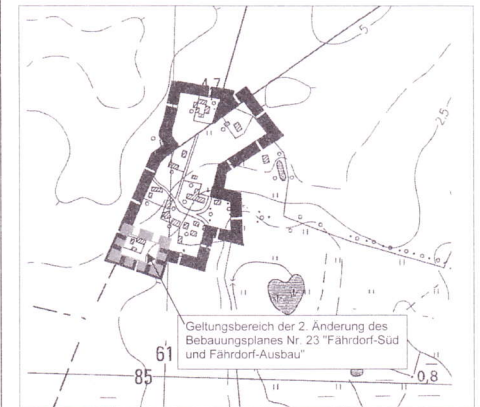 4,7
5
2,5
Geltungsbereich der 2. Änderung des
Bebauungsplanes Nr. 23 "Fährdorf-Süd
und Fährdorf-Ausbau"
61
85
0,8